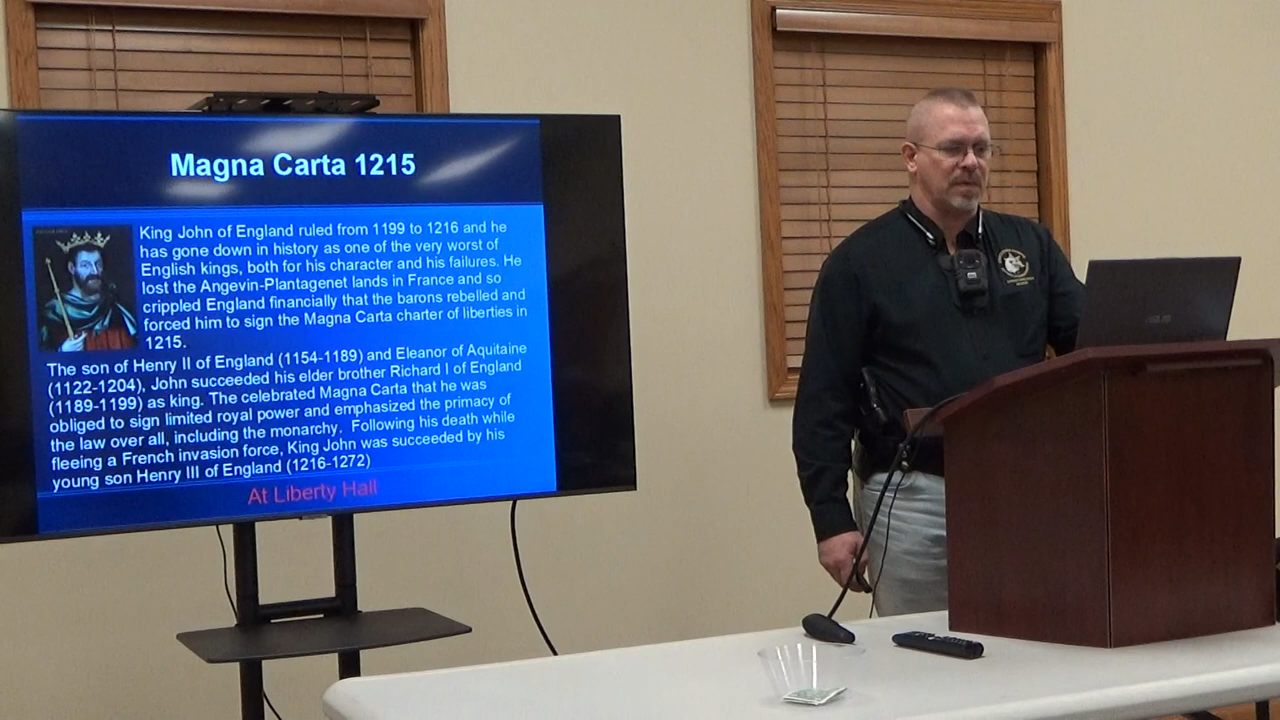 Magna Carta 1215
King John of England ruled from 1199 to 1216 and he
has gone down in history as one of the very worst of
English kings, both for his character and his failures. He
lost the Angevin-Plantagenet lands in France and so
crippled England financially that the barons rebelled and
forced him to sign the Magna Carta charter of liberties in
1215.
The son of Henry II of England (1154-1189) and Eleanor of Aquitaine
(1122-1204), John succeeded his elder brother Richard I of England
(1189-1199) as king. The celebrated Magna Carta that he was
obliged to sign limited royal power and emphasized the primacy of
the law over all, including the monarchy. Following his death while
fleeing a French invasion force, King John was succeeded by his
young son Henry III of England (1216-1272)
At Liberty Hall
ASUS